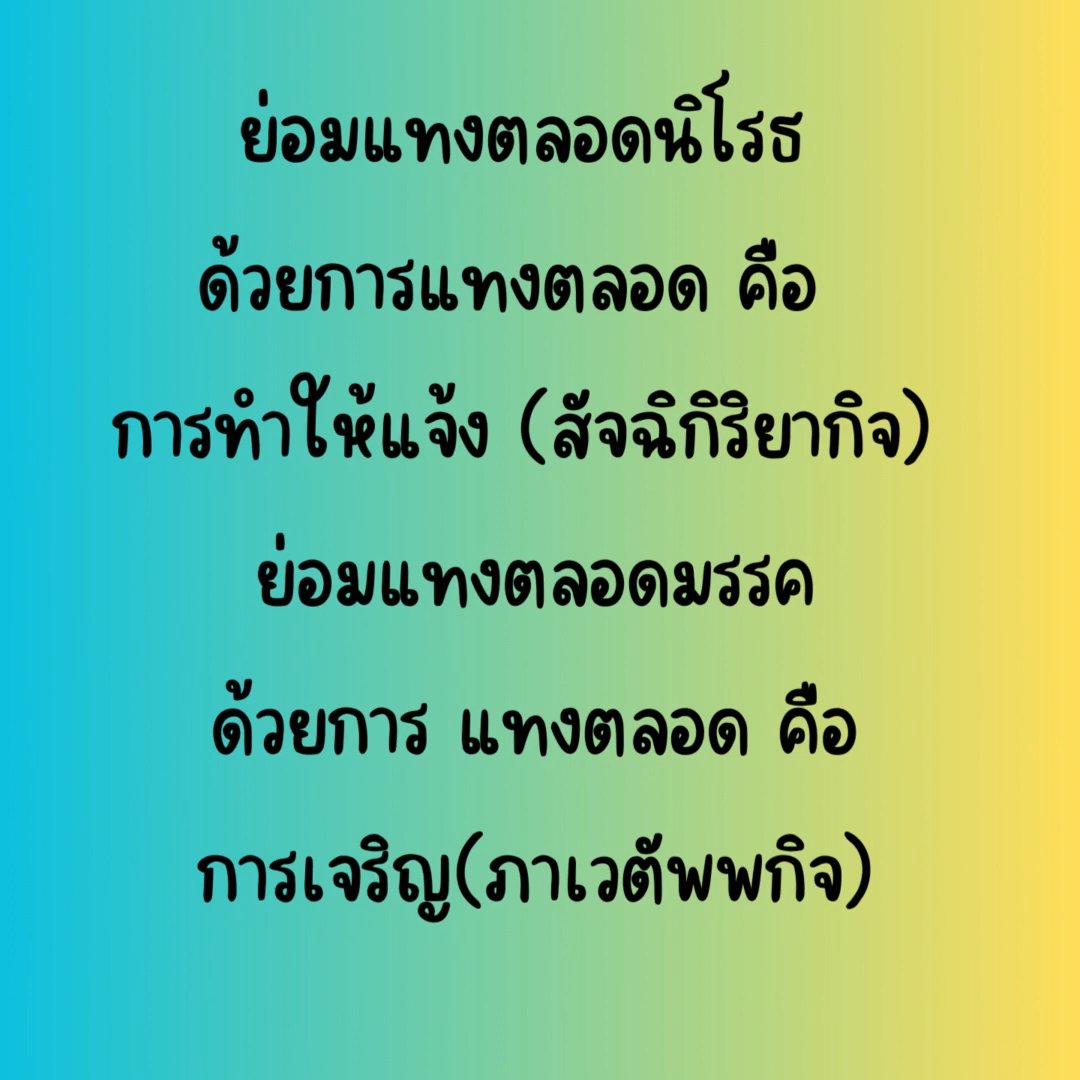 ย่อมแทงตลอดนิโรธ
ด้วยการแทงตลอด คือ
การทำให้แจ้ง (สัจฉิกิริยากิจ)
ย่อมแทงตลอดมรรค
ด้วยการ แทงตลอด คือ
การเจริญ(ภาเวตัพพกิจ)